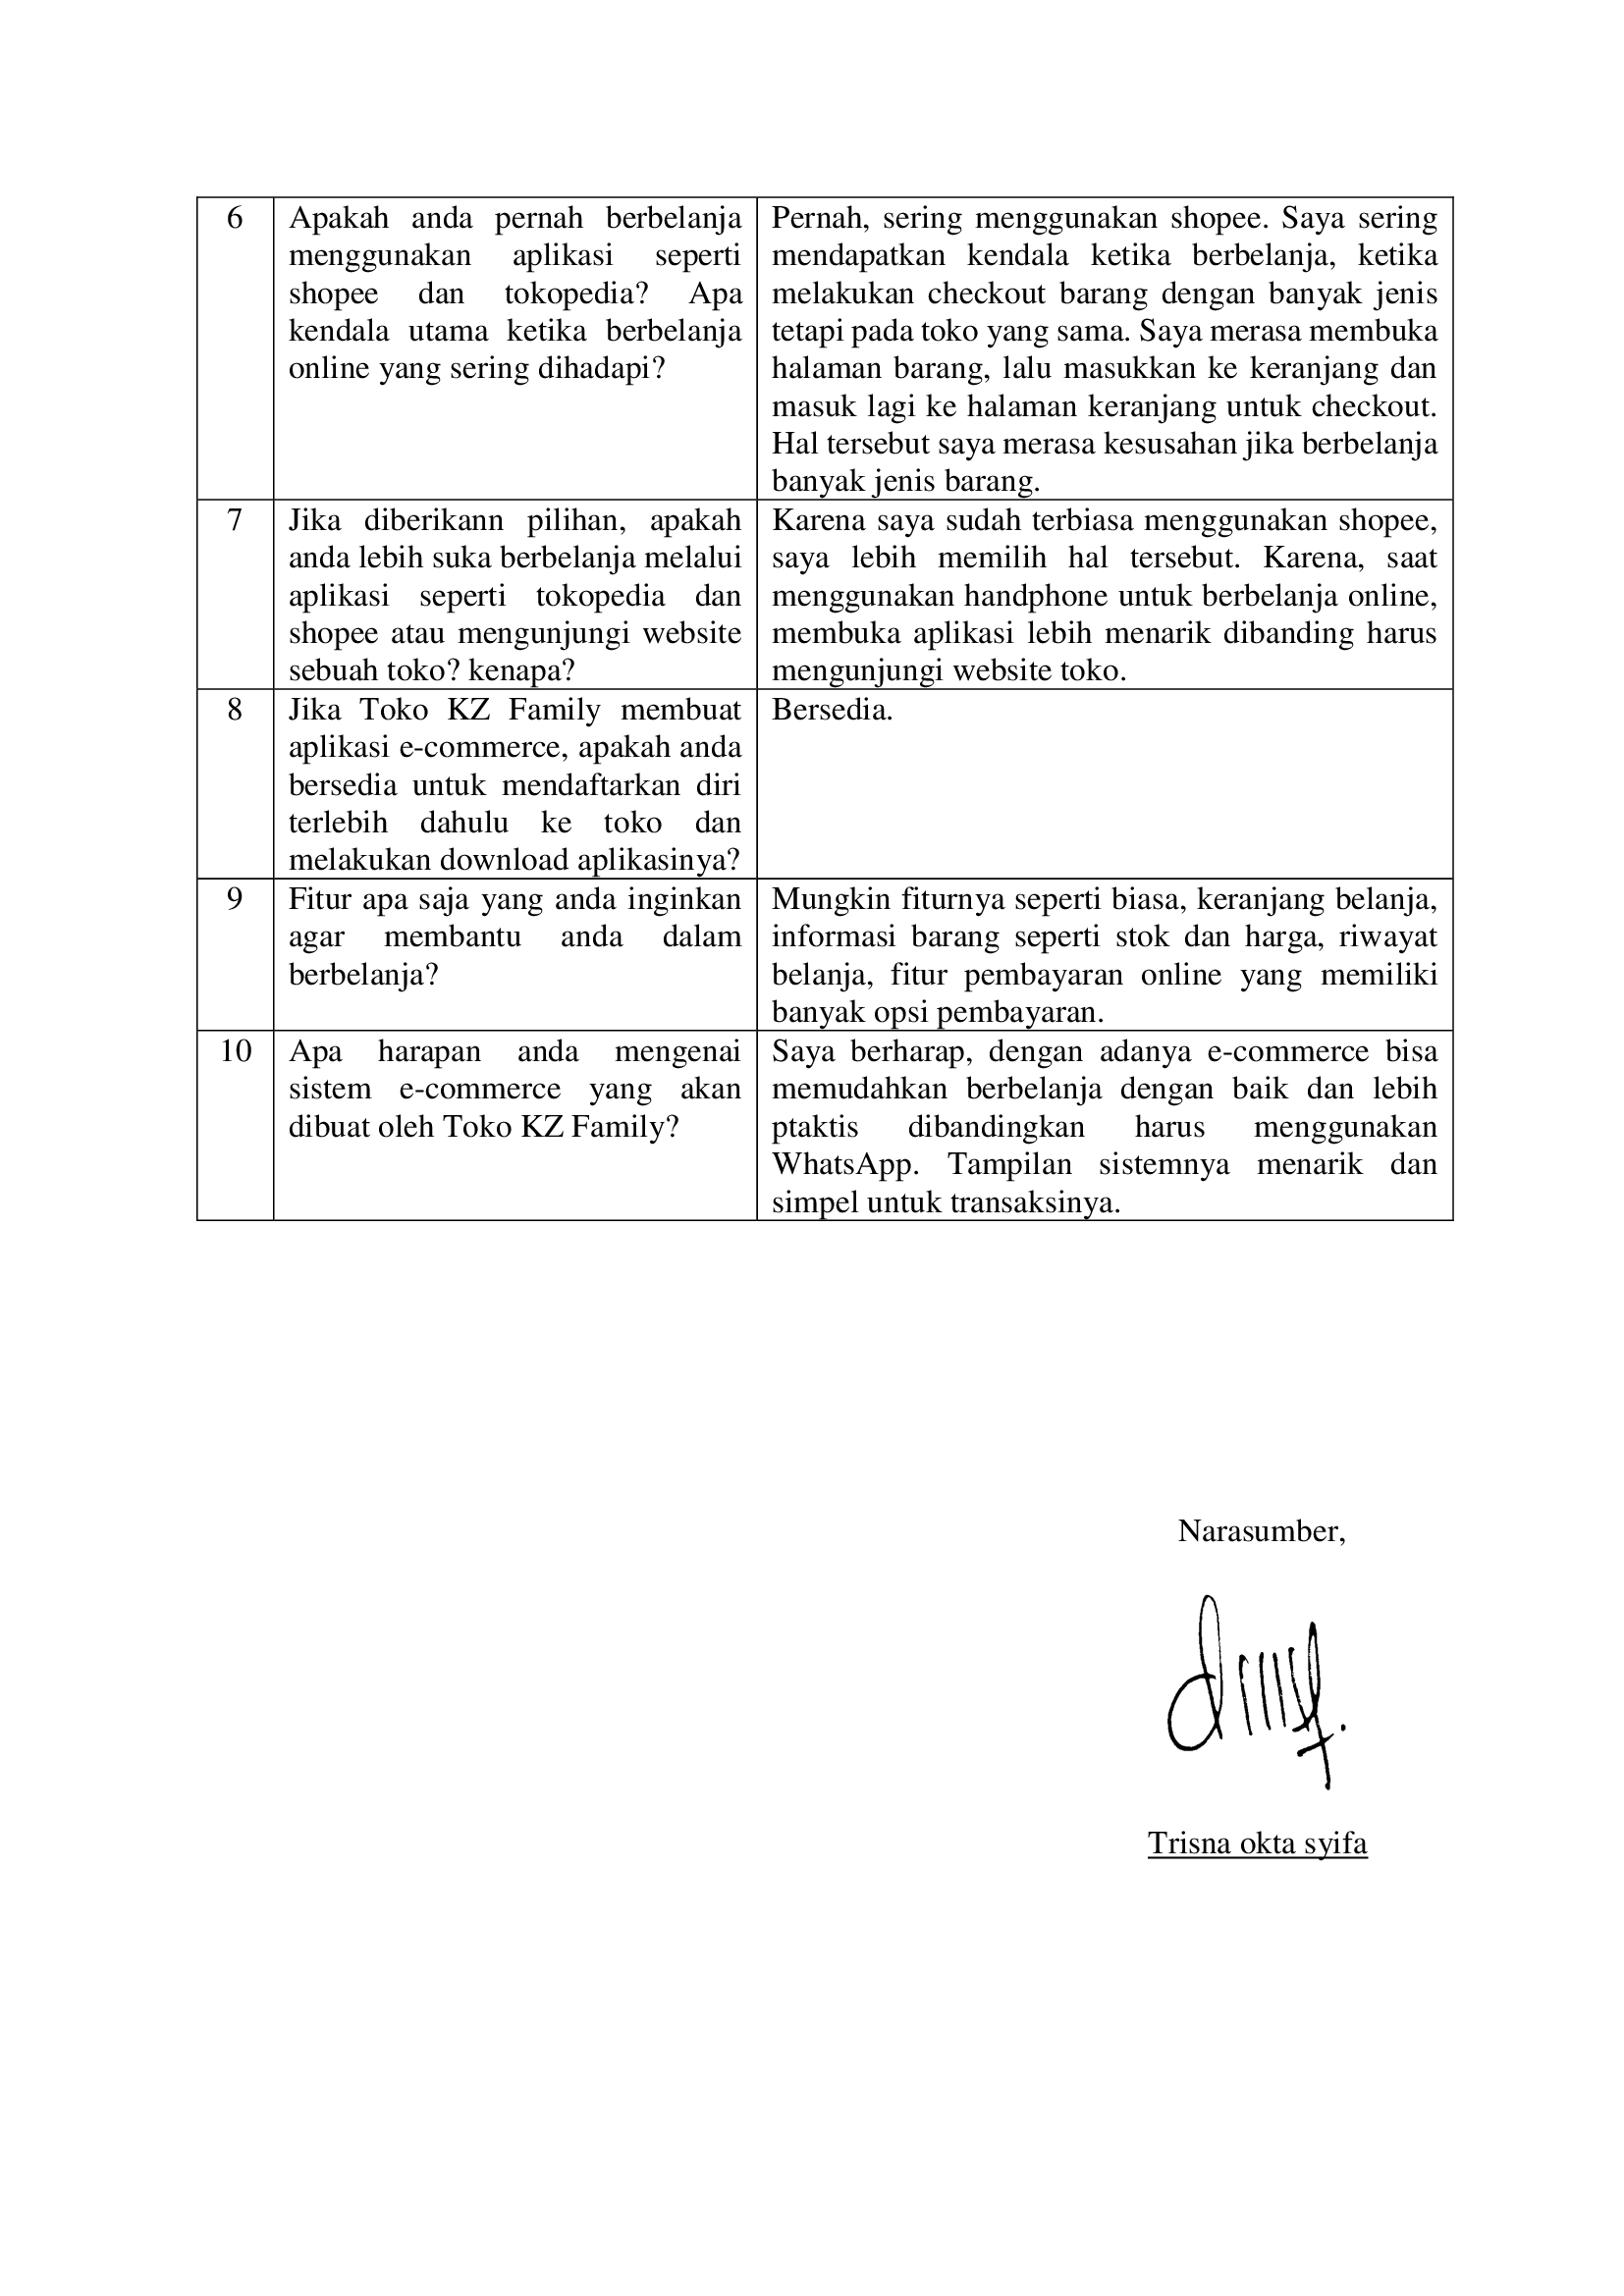 6 Apakah anda pernah berbelanja
menggunakan aplikasi seperti
shopee dan tokopedia? Apa
kendala utama ketika berbelanja
online yang sering dihadapi?
Pernah, sering menggunakan shopee. Saya sering
mendapatkan kendala ketika berbelanja, ketika
melakukan checkout barang dengan banyak jenis
tetapi pada toko yang sama. Saya merasa membuka
halaman barang, lalu masukkan ke keranjang dan
masuk lagi ke halaman keranjang untuk checkout.
Hal tersebut saya merasa kesusahan jika berbelanja
banyak jenis barang.
7 Jika diberikann pilihan, apakah
anda lebih suka berbelanja melalui
aplikasi seperti tokopedia dan
shopee atau mengunjungi website
sebuah toko? kenapa?
Karena saya sudah terbiasa menggunakan shopee,
saya lebih memilih hal tersebut. Karena, saat
menggunakan handphone untuk berbelanja online,
membuka aplikasi lebih menarik dibanding harus
mengunjungi website toko.
8 Jika Toko KZ Family membuat
aplikasi e-commerce, apakah anda
bersedia untuk mendaftarkan diri
terlebih dahulu ke toko dan
melakukan download aplikasinya?
Bersedia.
9 Fitur apa saja yang anda inginkan
agar membantu anda dalam
berbelanja?
Mungkin fiturnya seperti biasa, keranjang belanja,
informasi barang seperti stok dan harga, riwayat
belanja, fitur pembayaran online yang memiliki
banyak opsi pembayaran.
10 Apa harapan anda mengenai
sistem e-commerce yang akan
dibuat oleh Toko KZ Family?
Saya berharap, dengan adanya e-commerce bisa
memudahkan berbelanja dengan baik dan lebih
ptaktis dibandingkan harus menggunakan
WhatsApp. Tampilan sistemnya menarik dan
simpel untuk transaksinya.
Narasumber,
Trisna okta syifa